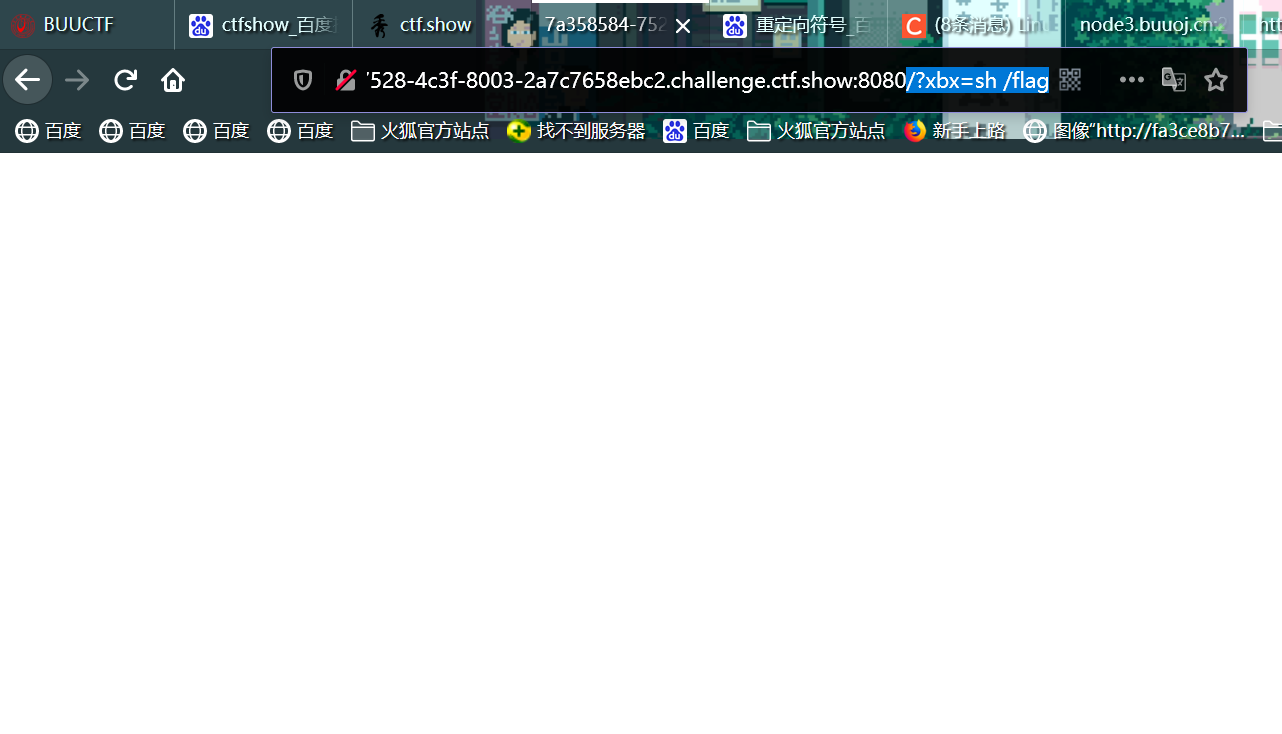 BUUCTF ctfshow_百度 ctf.show 7a358584-752 重定向符号_百 (8条消息) Lin node3.buuoj.cn:2 htt
7528-4c3f-8003-2a7c7658ebc2.challenge.ctf.show:8080/?xbx=sh /flag
百度 百度 百度 百度 火狐官方站点 找不到服务器 百度 火狐官方站点 新手上路 图像“http://fa3ce8b7...